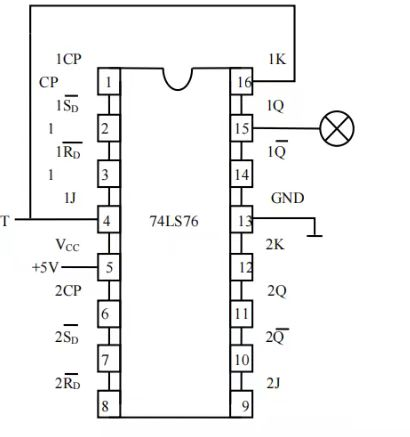 1CP 1K
CP 1 16
1S̅D̅ 1Q
1 2 15
1R̅D̅ 1Q̅
1 3 14
1J GND
T 4 74LS76 13
VCC 2K
+5V 5 12
2CP 2Q
6 11
2S̅D̅ 2Q̅
7 10
2R̅D̅ 2J
8 9